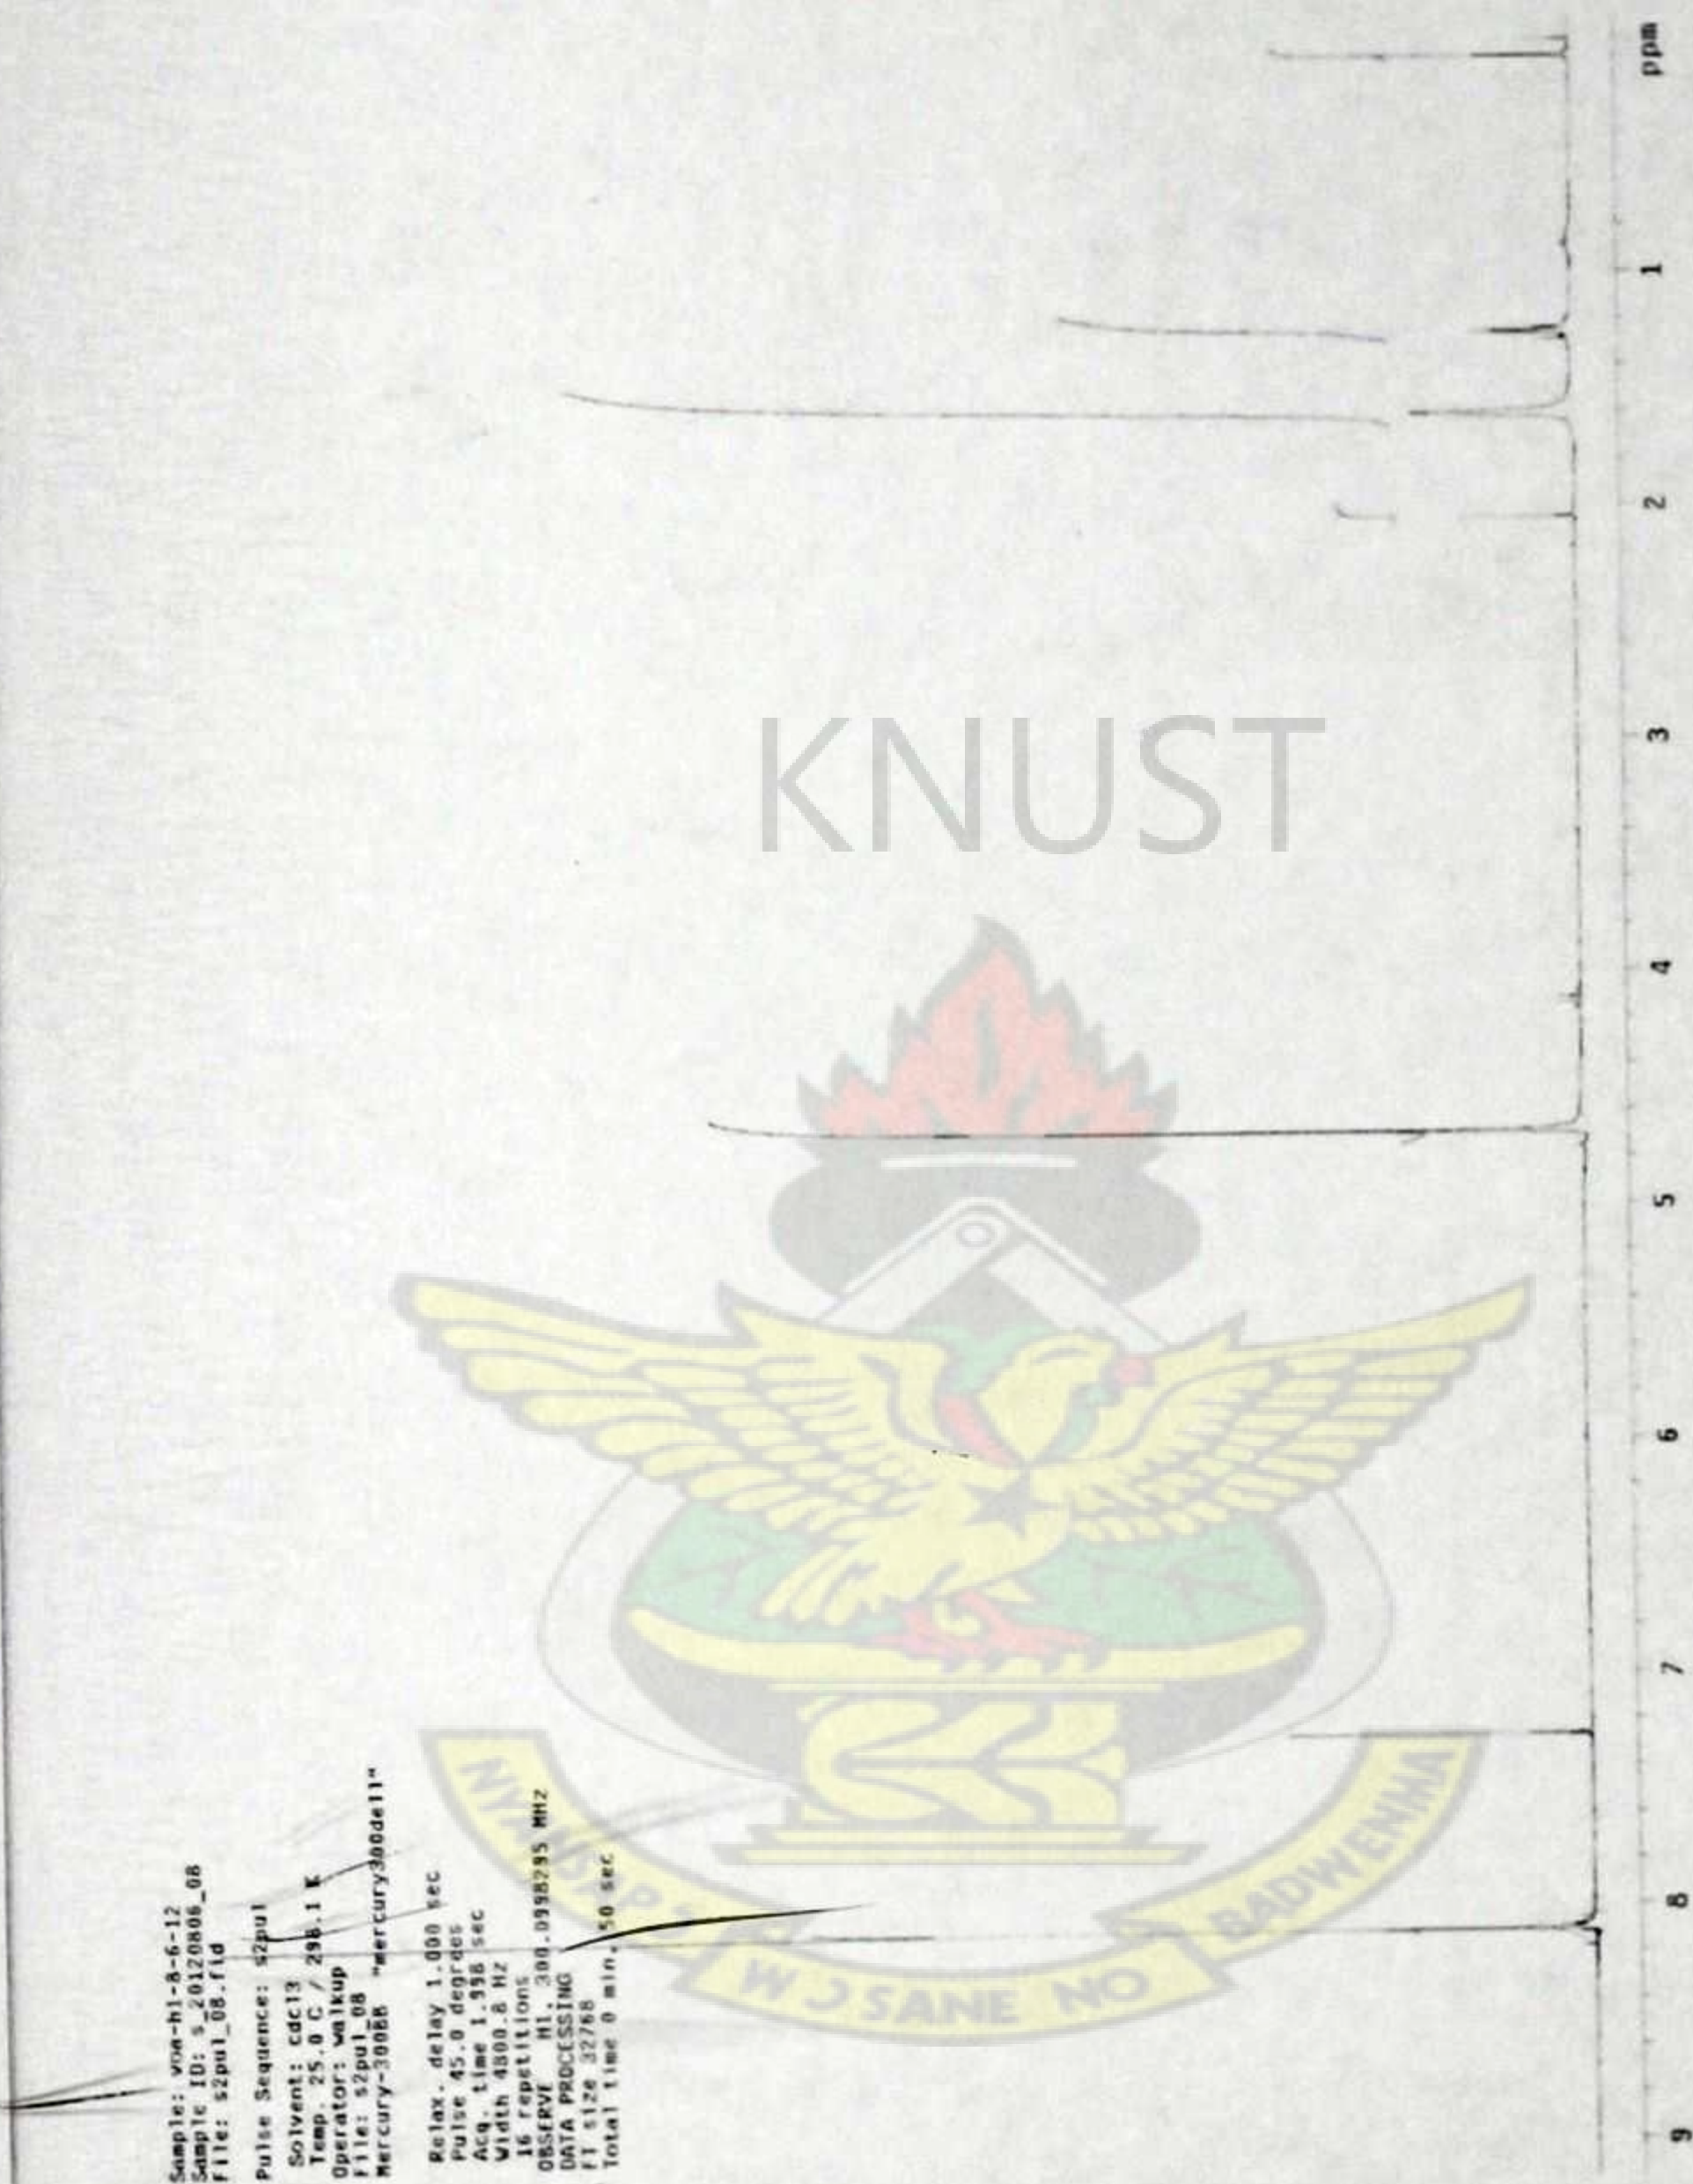 Sample: voa-h1-8-6-12
Sample ID: s_20120806_08
File: s2pul_08.fid
Pulse Sequence: s2pul
Solvent: cdcl3
Temp. 25.0 C / 298.1 K
Operator: walkup
File: s2pul_08
Mercury-300BB "mercury300dell"
Relax. delay 1.000 sec
Pulse 45.0 degrees
Acq. time 1.998 sec
Width 4800.8 Hz
16 repetitions
OBSERVE H1, 300.0998295 MHz
DATA PROCESSING
FT size 32768
Total time 0 min, 50 sec
9 8 7 6 5 4 3 2 1 ppm
KNUST
NYANSAPƆ WƆSANE NO BADWENMA